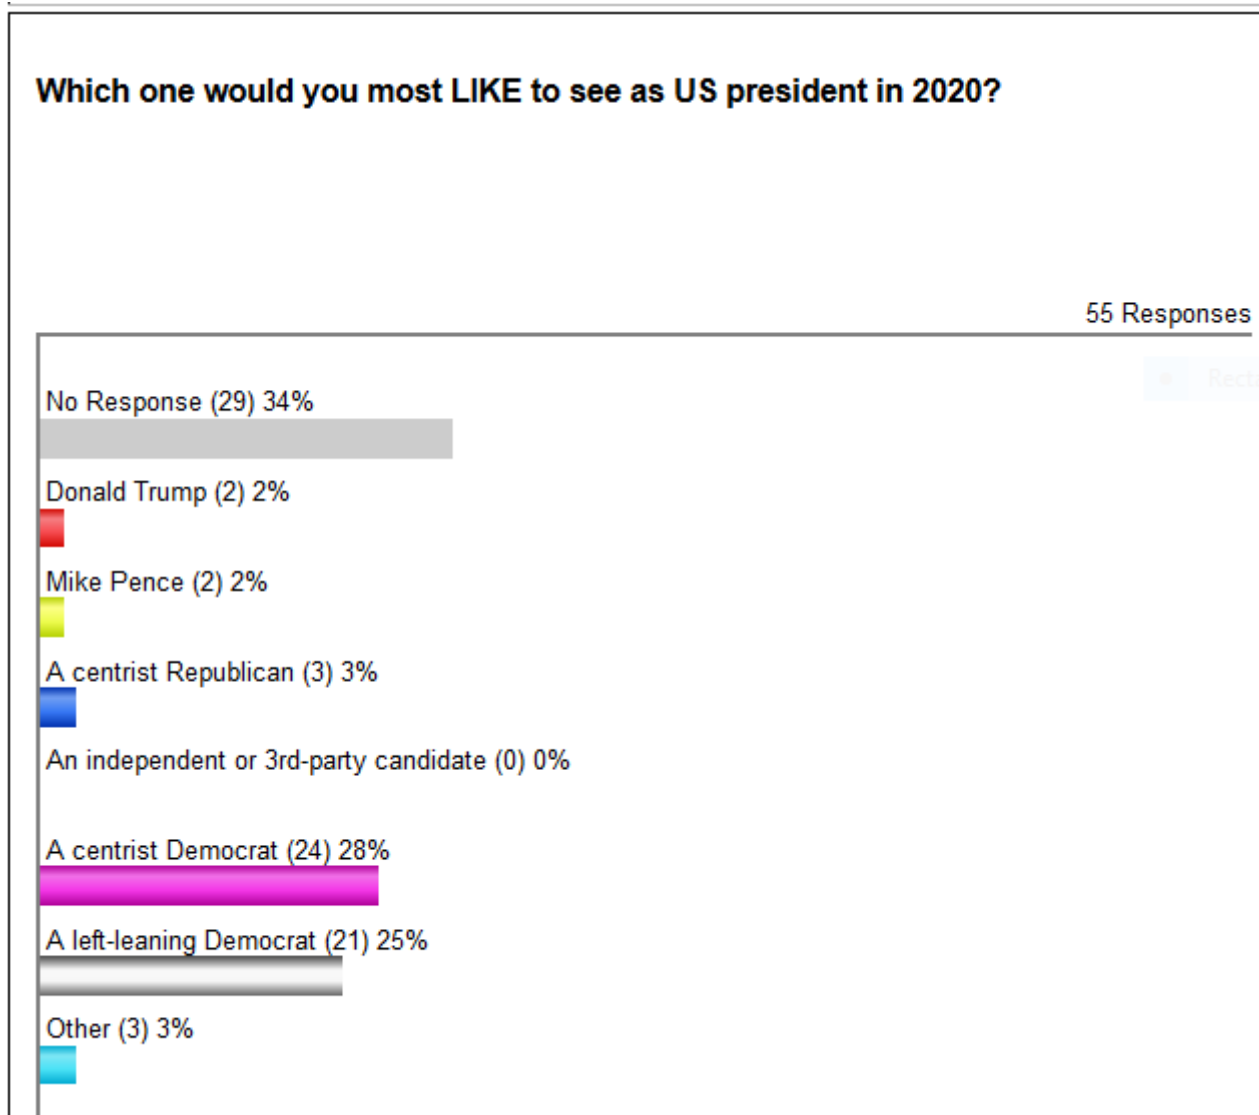 Which one would you most LIKE to see as US president in 2020?
55 Responses
No Response (29) 34%
Donald Trump (2) 2%
Mike Pence (2) 2%
A centrist Republican (3) 3%
An independent or 3rd-party candidate (0) 0%
A centrist Democrat (24) 28%
A left-leaning Democrat (21) 25%
Other (3) 3%